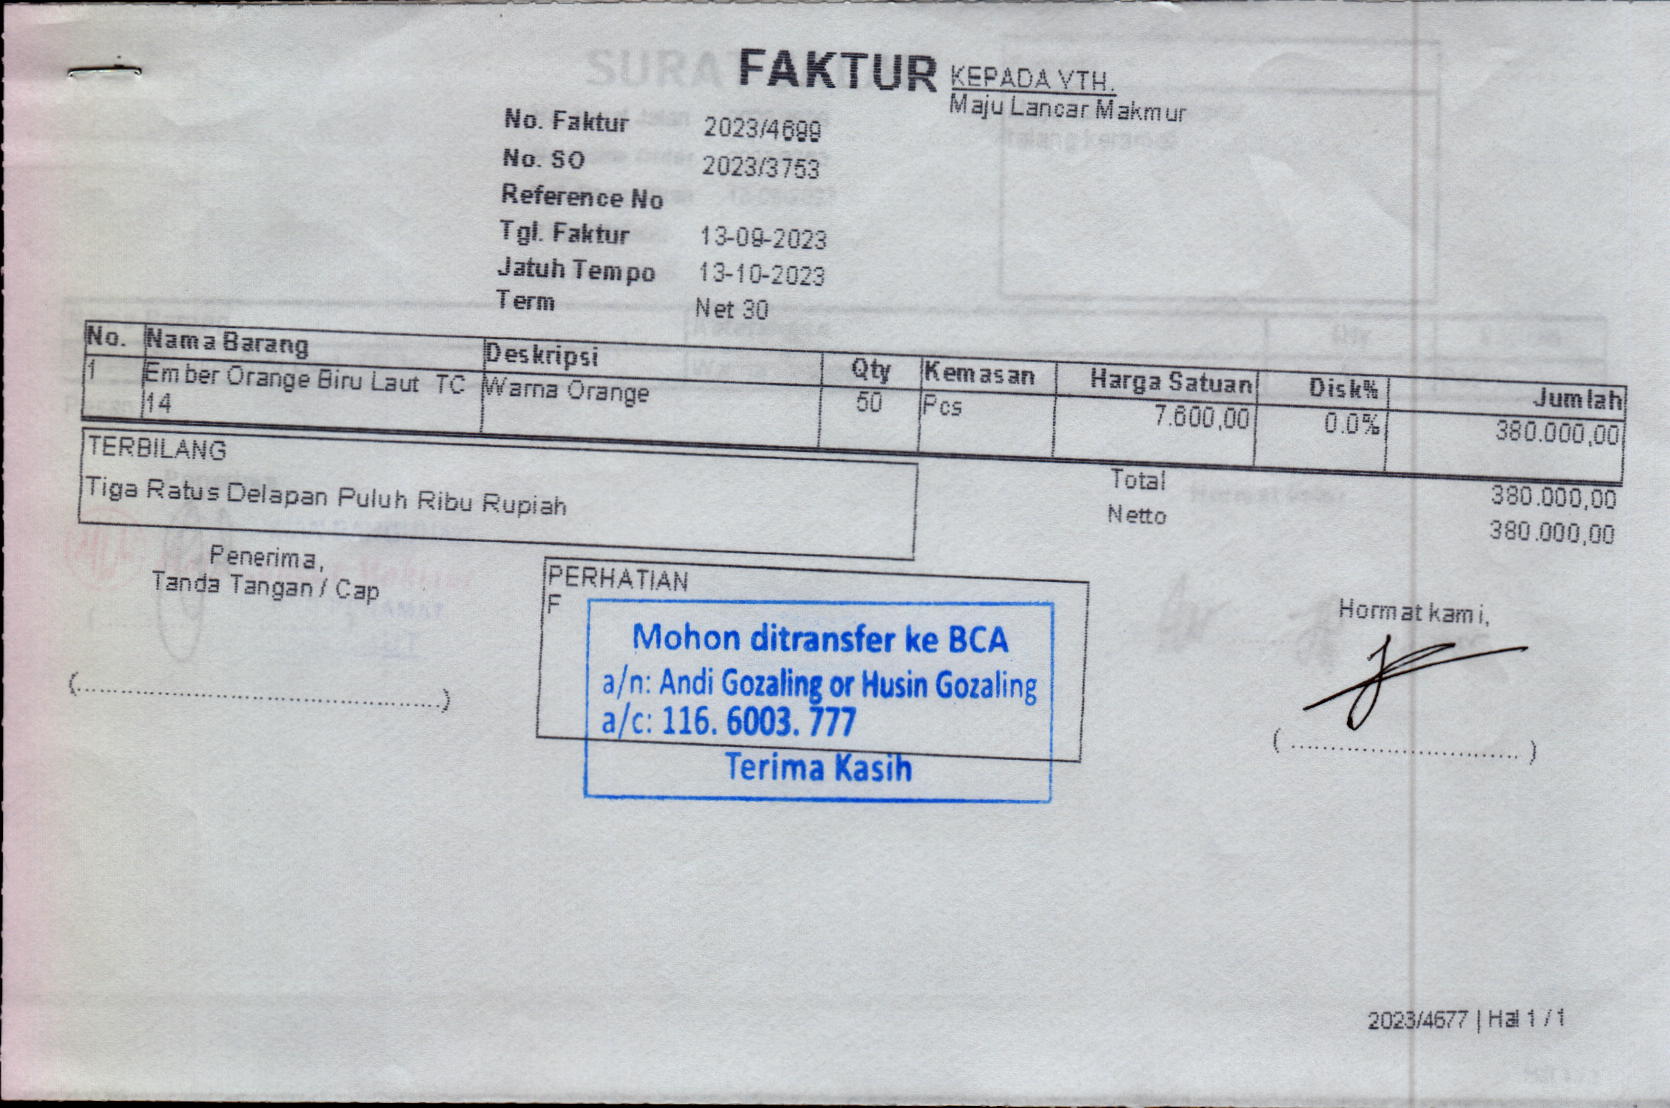 FAKTUR
KEPADA YTH.
Maju Lancar Makmur
No. Faktur 2023/4699
No. SO 2023/3753
Reference No
Tgl. Faktur 13-09-2023
Jatuh Tempo 13-10-2023
Term Net 30
No. Nama Barang Deskripsi Qty Kemasan Harga Satuan Disk% Jumlah
1 Ember Orange Biru Laut TC Warna Orange 50 Pcs 7.600,00 0.0% 380.000,00
14
TERBILANG
Tiga Ratus Delapan Puluh Ribu Rupiah
Total 380.000,00
Netto 380.000,00
Penerima,
Tanda Tangan / Cap
(........................................)
PERHATIAN
F
Mohon ditransfer ke BCA
a/n: Andi Gozaling or Husin Gozaling
a/c: 116. 6003. 777
Terima Kasih
Hormat kami,
( ................................ )
2023/4677 | Hal 1 / 1